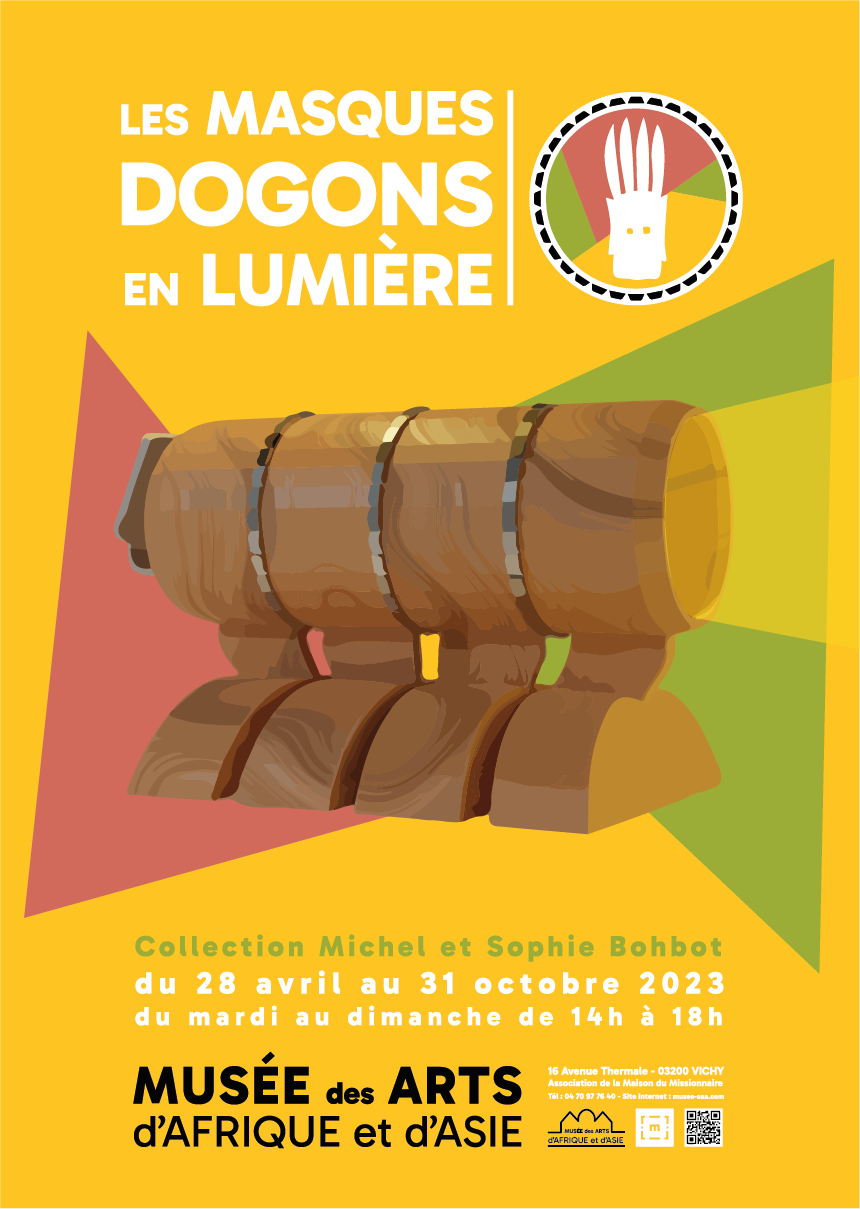 LES MASQUES
DOGONS
EN LUMIÈRE
Collection Michel et Sophie Bohbot
du 28 avril au 31 octobre 2023
du mardi au dimanche de 14h à 18h
MUSÉE des ARTS
d'AFRIQUE et d'ASIE
16 Avenue Thermale - 03200 VICHY
Association de la Maison du Missionnaire
Tél : 04 70 97 76 40 - Site internet : musee-aaa.com
MUSÉE des ARTS
d'AFRIQUE et d'ASIE
m